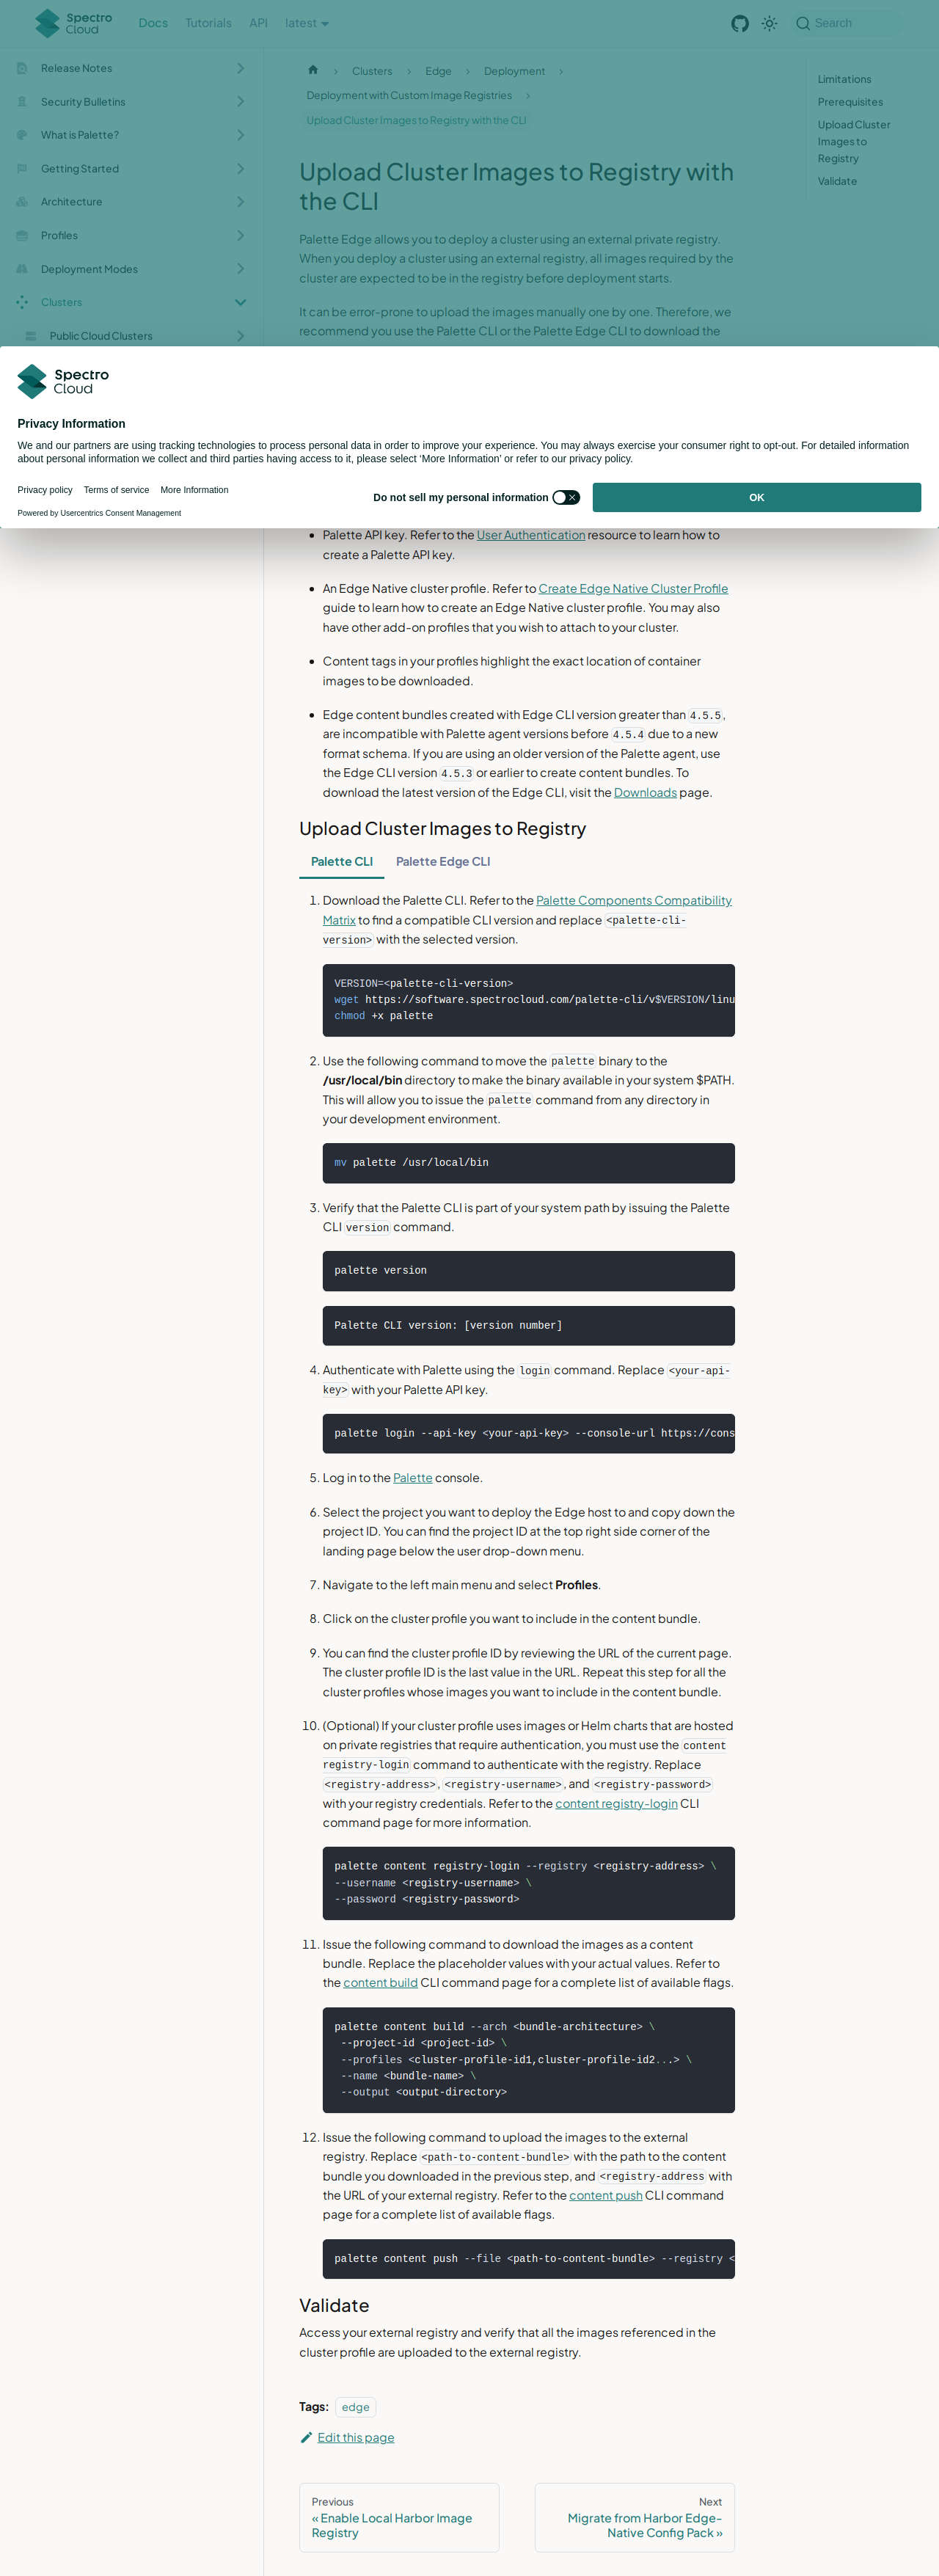 Spectro Cloud
Docs
Tutorials
API
latest
Search
Release Notes
Security Bulletins
What is Palette?
Getting Started
Architecture
Profiles
Deployment Modes
Clusters
Public Cloud Clusters
Clusters
Edge
Deployment
Deployment with Custom Image Registries
Upload Cluster Images to Registry with the CLI
Limitations
Prerequisites
Upload Cluster
Images to
Registry
Validate
Upload Cluster Images to Registry with
the CLI
Palette Edge allows you to deploy a cluster using an external private registry.
When you deploy a cluster using an external registry, all images required by the
cluster are expected to be in the registry before deployment starts.
It can be error-prone to upload the images manually one by one. Therefore, we
recommend you use the Palette CLI or the Palette Edge CLI to download the
Spectro Cloud
Privacy Information
We and our partners are using tracking technologies to process personal data in order to improve your experience. You may always exercise your consumer right to opt-out. For detailed information
about personal information we collect and third parties having access to it, please select ‘More Information’ or refer to our privacy policy.
Privacy policy
Terms of service
More Information
Powered by Usercentrics Consent Management
Do not sell my personal information
OK
Palette API key. Refer to the User Authentication resource to learn how to
create a Palette API key.
An Edge Native cluster profile. Refer to Create Edge Native Cluster Profile
guide to learn how to create an Edge Native cluster profile. You may also
have other add-on profiles that you wish to attach to your cluster.
Content tags in your profiles highlight the exact location of container
images to be downloaded.
Edge content bundles created with Edge CLI version greater than 4.5.5,
are incompatible with Palette agent versions before 4.5.4 due to a new
format schema. If you are using an older version of the Palette agent, use
the Edge CLI version 4.5.3 or earlier to create content bundles. To
download the latest version of the Edge CLI, visit the Downloads page.
Upload Cluster Images to Registry
Palette CLI
Palette Edge CLI
1. Download the Palette CLI. Refer to the Palette Components Compatibility
Matrix to find a compatible CLI version and replace <palette-cli-
version> with the selected version.
VERSION=<palette-cli-version>
wget https://software.spectrocloud.com/palette-cli/v$VERSION/linu
chmod +x palette
2. Use the following command to move the palette binary to the
/usr/local/bin directory to make the binary available in your system $PATH.
This will allow you to issue the palette command from any directory in
your development environment.
mv palette /usr/local/bin
3. Verify that the Palette CLI is part of your system path by issuing the Palette
CLI version command.
palette version
Palette CLI version: [version number]
4. Authenticate with Palette using the login command. Replace <your-api-
key> with your Palette API key.
palette login --api-key <your-api-key> --console-url https://cons
5. Log in to the Palette console.
6. Select the project you want to deploy the Edge host to and copy down the
project ID. You can find the project ID at the top right side corner of the
landing page below the user drop-down menu.
7. Navigate to the left main menu and select Profiles.
8. Click on the cluster profile you want to include in the content bundle.
9. You can find the cluster profile ID by reviewing the URL of the current page.
The cluster profile ID is the last value in the URL. Repeat this step for all the
cluster profiles whose images you want to include in the content bundle.
10. (Optional) If your cluster profile uses images or Helm charts that are hosted
on private registries that require authentication, you must use the content
registry-login command to authenticate with the registry. Replace
<registry-address>, <registry-username>, and <registry-password>
with your registry credentials. Refer to the content registry-login CLI
command page for more information.
palette content registry-login --registry <registry-address> \
--username <registry-username> \
--password <registry-password>
11. Issue the following command to download the images as a content
bundle. Replace the placeholder values with your actual values. Refer to
the content build CLI command page for a complete list of available flags.
palette content build --arch <bundle-architecture> \
--project-id <project-id> \
--profiles <cluster-profile-id1,cluster-profile-id2...> \
--name <bundle-name> \
--output <output-directory>
12. Issue the following command to upload the images to the external
registry. Replace <path-to-content-bundle> with the path to the content
bundle you downloaded in the previous step, and <registry-address with
the URL of your external registry. Refer to the content push CLI command
page for a complete list of available flags.
palette content push --file <path-to-content-bundle> --registry <
Validate
Access your external registry and verify that all the images referenced in the
cluster profile are uploaded to the external registry.
Tags: edge
Edit this page
Previous
« Enable Local Harbor Image
Registry
Next
Migrate from Harbor Edge-
Native Config Pack »